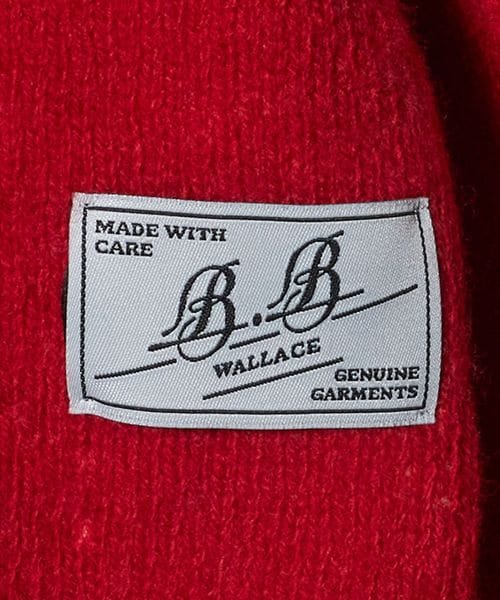 MADE WITH
CARE
B.B
WALLACE
GENUINE
GARMENTS